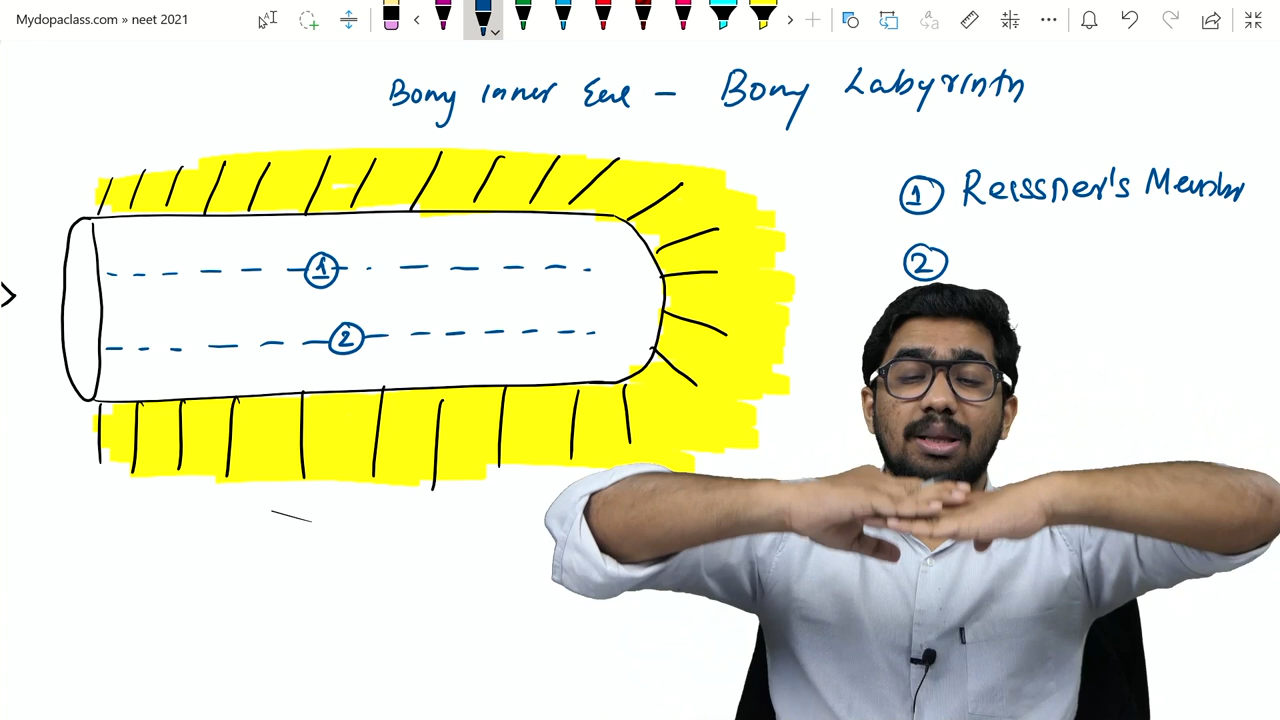 Mydopaclass.com » neet 2021
Bony inner Ear - Bony Labyrinth
① Reissner's Membr
②
①
②